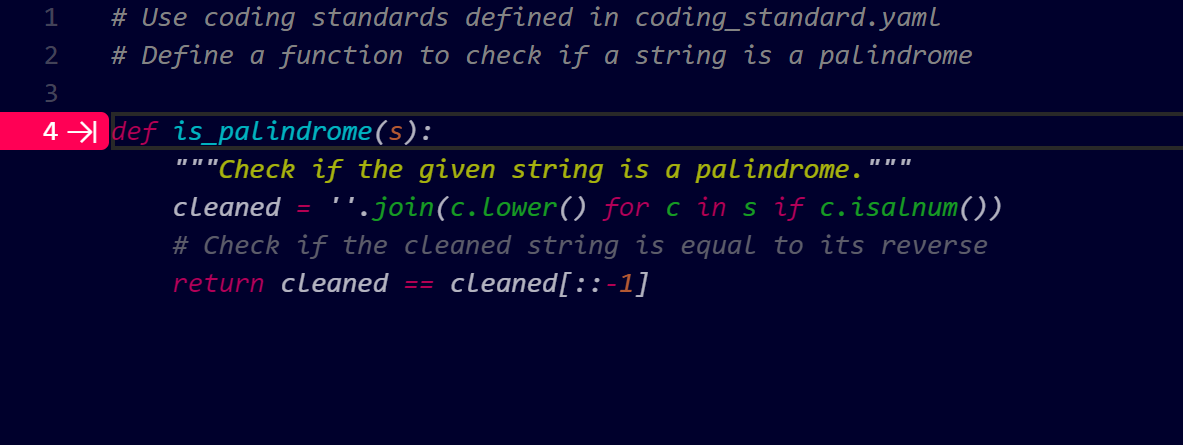 1 # Use coding standards defined in coding_standard.yaml
2 # Define a function to check if a string is a palindrome
3
4 def is_palindrome(s):
    """Check if the given string is a palindrome."""
    cleaned = ''.join(c.lower() for c in s if c.isalnum())
    # Check if the cleaned string is equal to its reverse
    return cleaned == cleaned[::-1]